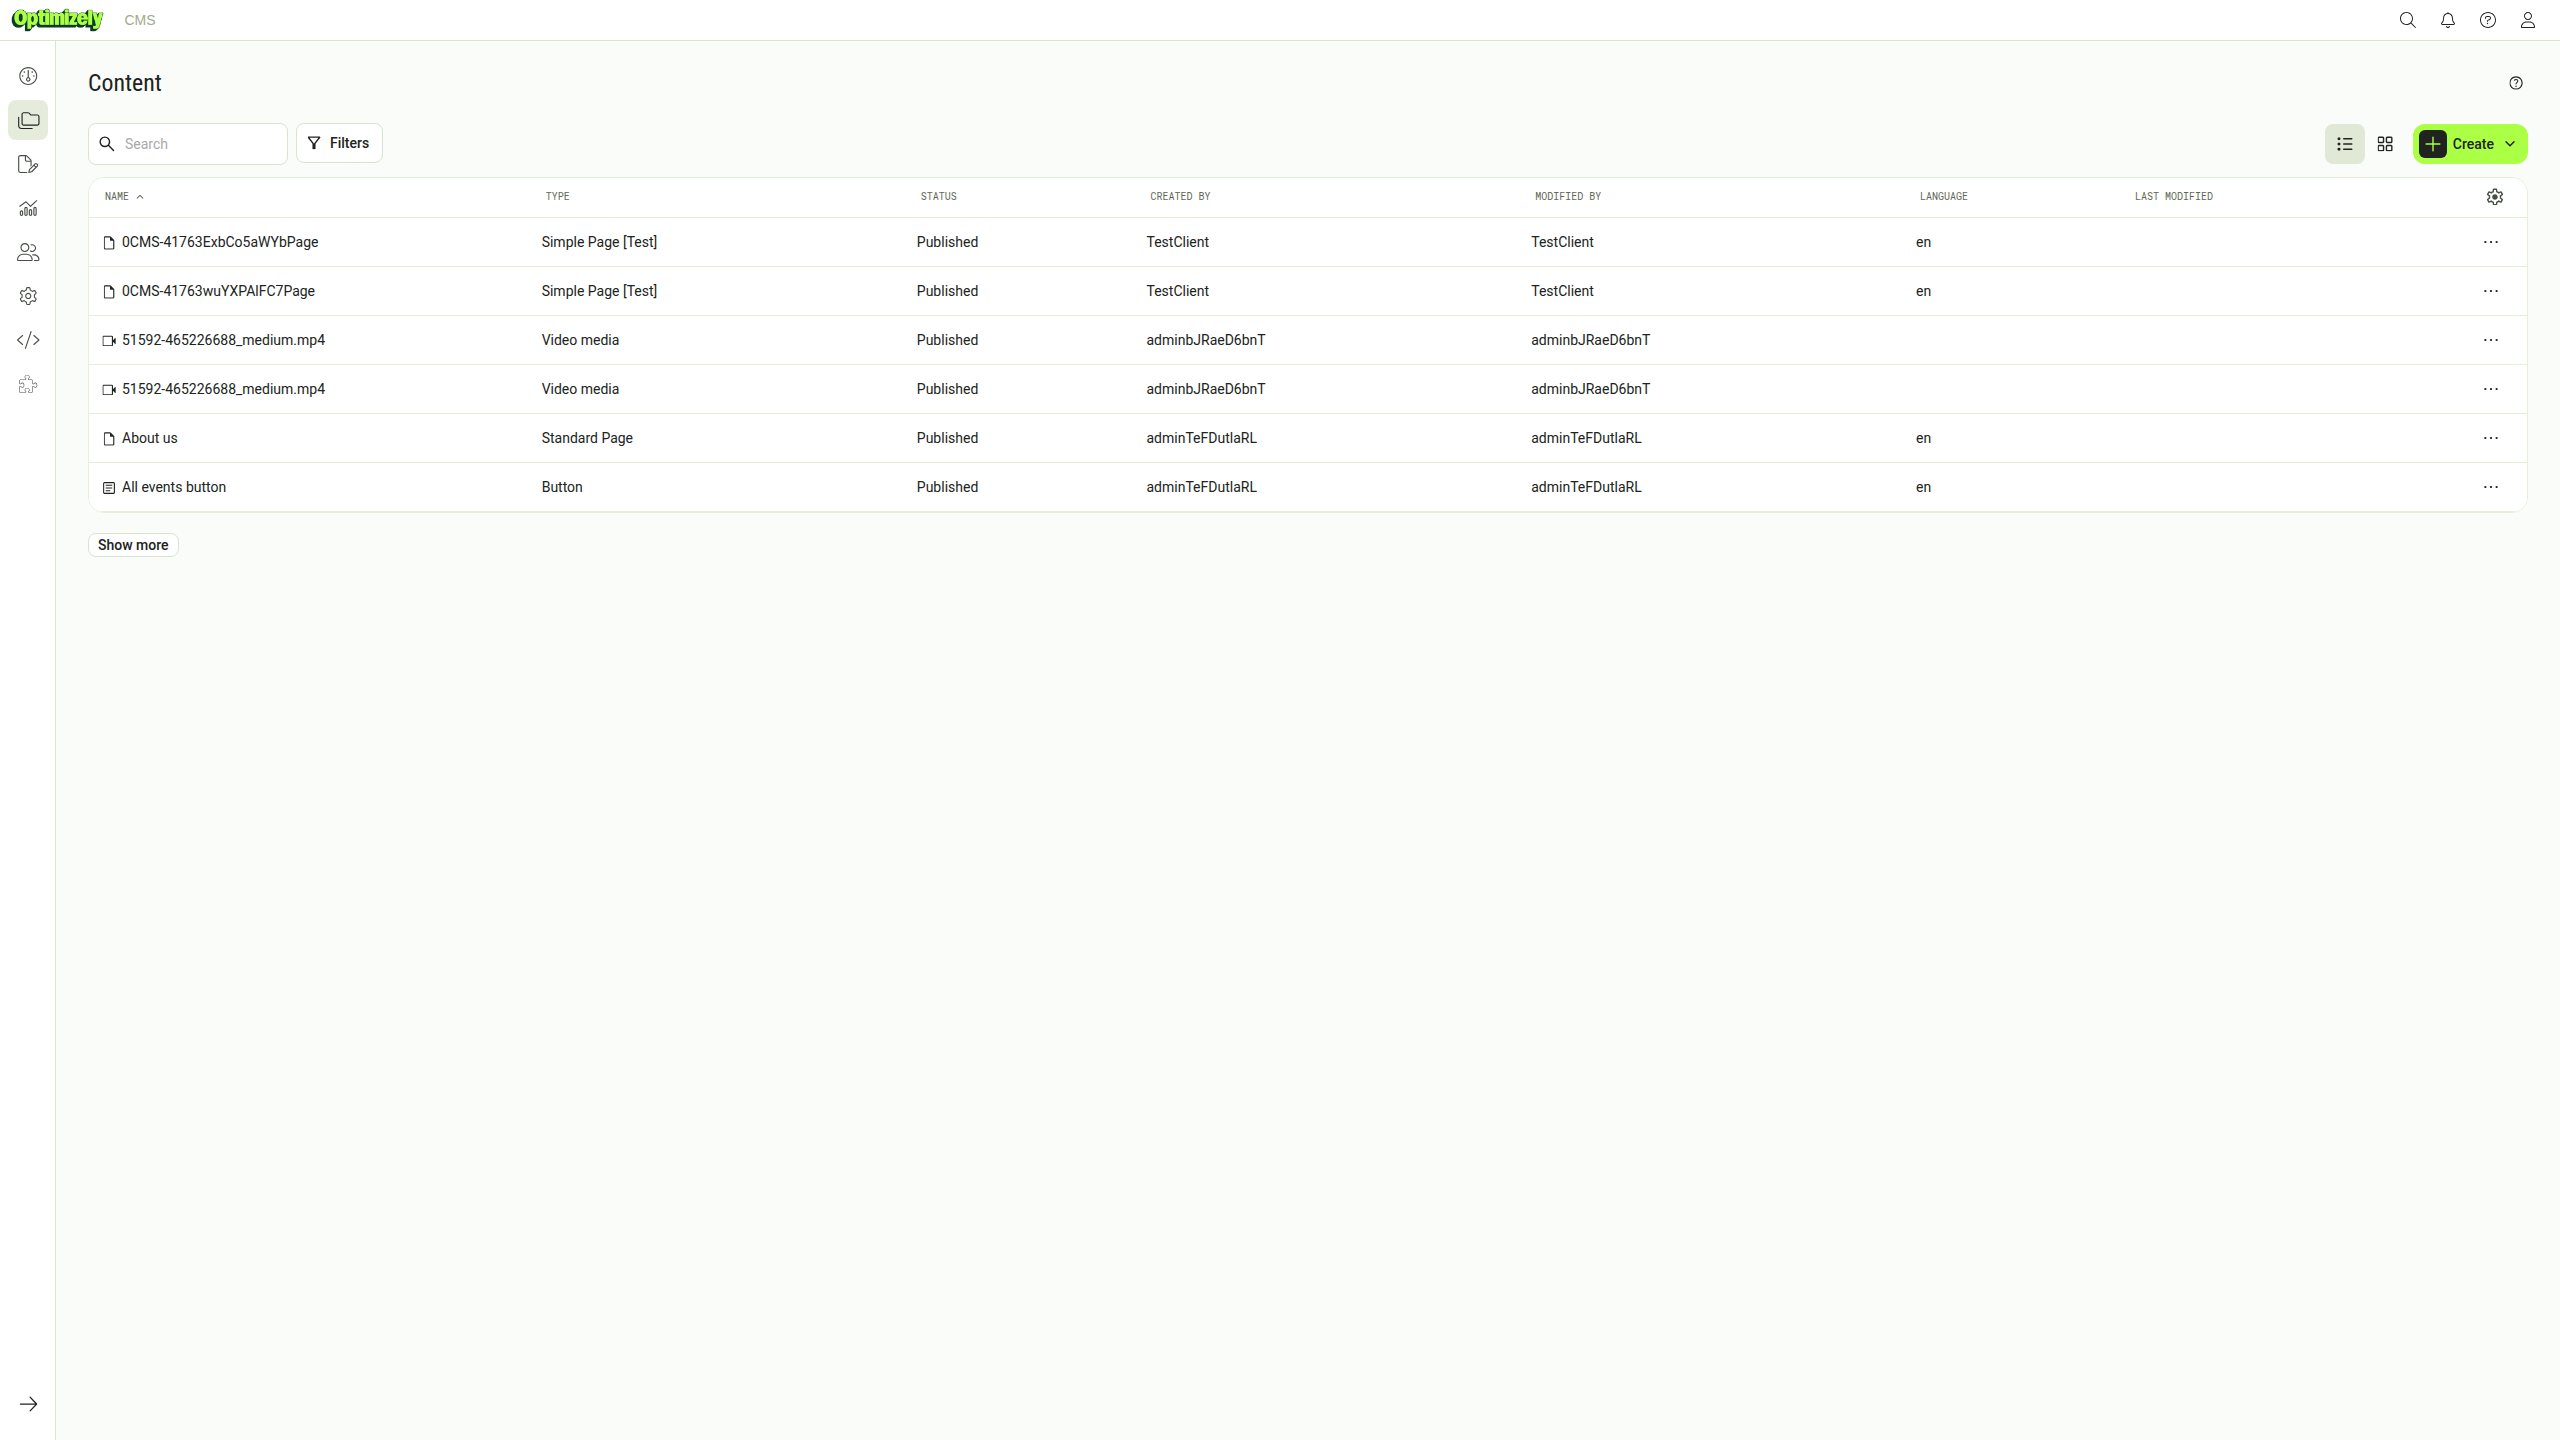 Optimizely CMS
Content
Search Filters Create
NAME TYPE STATUS CREATED BY MODIFIED BY LANGUAGE LAST MODIFIED
0CMS-41763ExbCo5aWYbPage Simple Page [Test] Published TestClient TestClient en
0CMS-41763wuYXPAIFC7Page Simple Page [Test] Published TestClient TestClient en
51592-465226688_medium.mp4 Video media Published adminbJRaeD6bnT adminbJRaeD6bnT
51592-465226688_medium.mp4 Video media Published adminbJRaeD6bnT adminbJRaeD6bnT
About us Standard Page Published adminTeFDutlaRL adminTeFDutlaRL en
All events button Button Published adminTeFDutlaRL adminTeFDutlaRL en
Show more